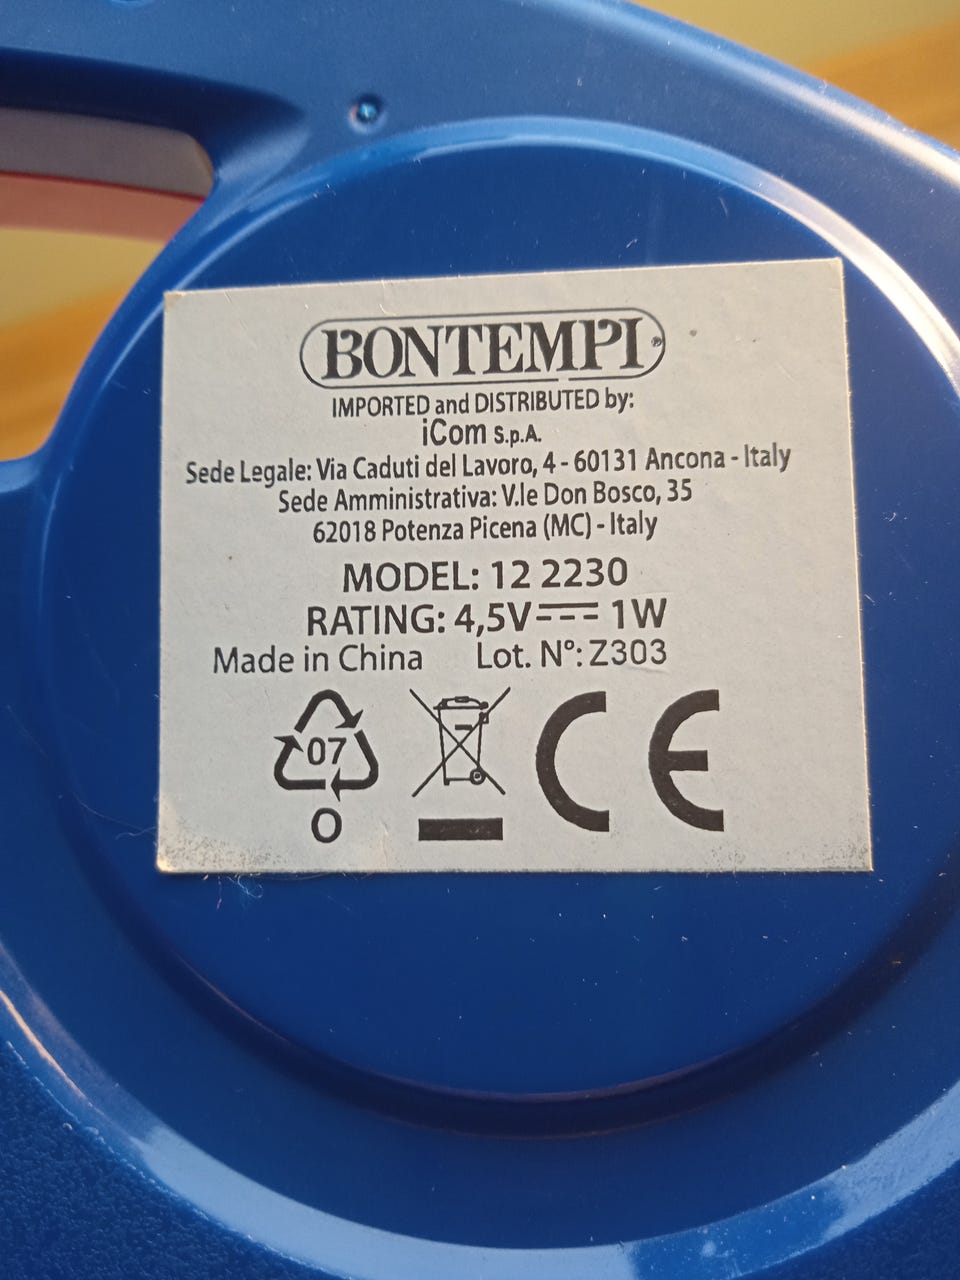 BONTEMPI®
IMPORTED and DISTRIBUTED by:
iCom S.p.A.
Sede Legale: Via Caduti del Lavoro, 4 - 60131 Ancona - Italy
Sede Amministrativa: V.le Don Bosco, 35
62018 Potenza Picena (MC) - Italy
MODEL: 12 2230
RATING: 4,5V⎓ 1W
Made in China Lot. N°: Z303
07
O
CE